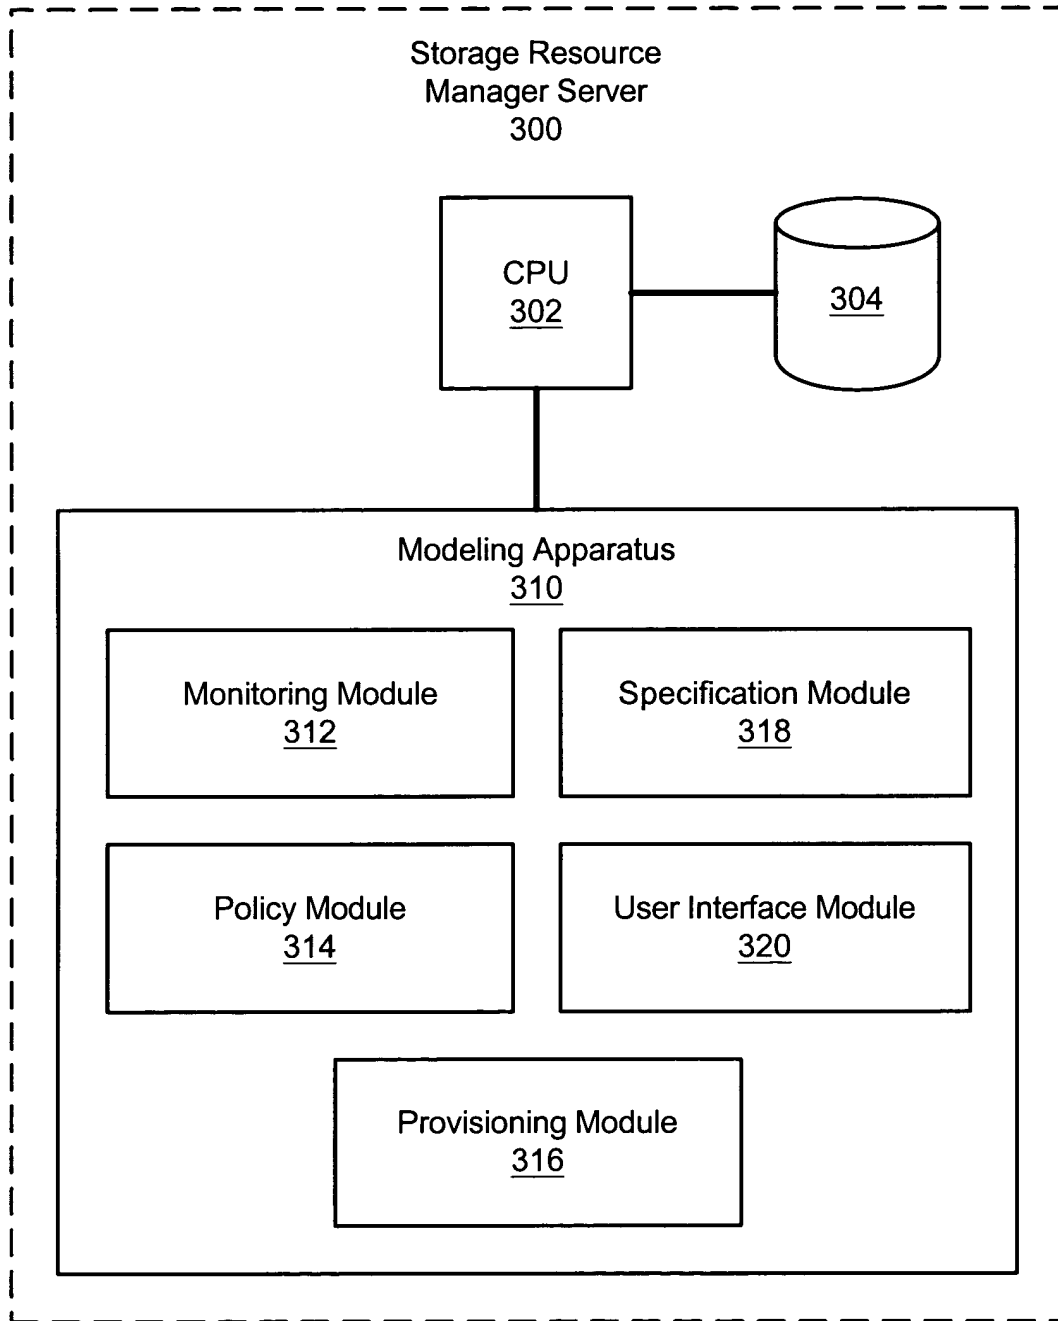 Storage Resource
Manager Server
300
CPU
302
304
Modeling Apparatus
310
Monitoring Module
312
Specification Module
318
Policy Module
314
User Interface Module
320
Provisioning Module
316